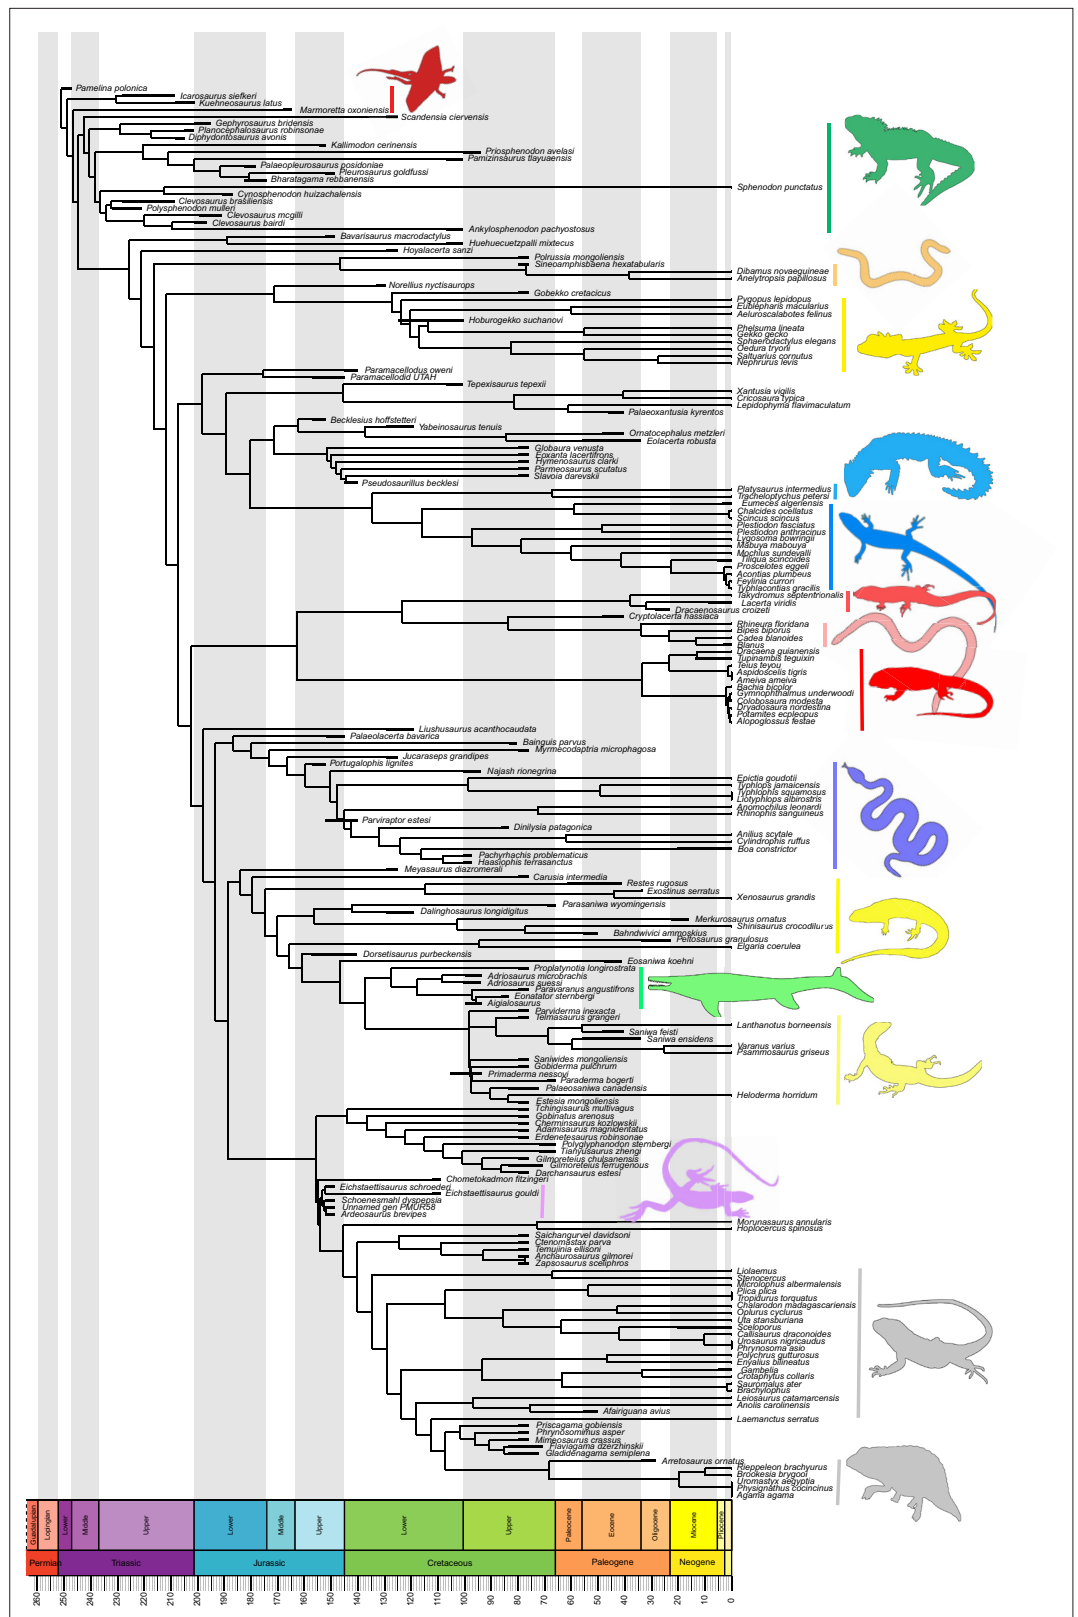 Pamelina polonica
Icarosaurus siefkeri
Kuehneosaurus latus
Marmoretta oxoniensis
Scandensia ciervensis
Gephyrosaurus bridensis
Planocephalosaurus robinsonae
Diphydontosaurus avonis
Kallimodon cerinensis
Priosphenodon avelasi
Pamizinsaurus tlayuaensis
Palaeopleurosaurus posidoniae
Pleurosaurus goldfussi
Bharatagama rebbanensis
Sphenodon punctatus
Cynosphenodon huizachalensis
Clevosaurus brasiliensis
Polysphenodon mulleri
Clevosaurus mcgilli
Clevosaurus bairdi
Ankylosphenodon pachyostosus
Bavarisaurus macrodactylus
Huehuecuetzpalli mixtecus
Hoyalacerta sanzi
Polrussia mongoliensis
Sineoamphisbaena hexatabularis
Dibamus novaeguineae
Anelytropsis papillosus
Norellius nyctisaurops
Gobekko cretacicus
Pygopus lepidopus
Eublepharis macularius
Aeluroscalabotes felinus
Hoburogekko suchanovi
Phelsuma lineata
Gekko gecko
Sphaerodactylus elegans
Oedura tryoni
Saltuarius cornutus
Nephrurus levis
Paramacellodus oweni
Paramacellodid UTAH
Tepexisaurus tepexii
Xantusia vigilis
Cricosaura typica
Lepidophyma flavimaculatum
Palaeoxantusia kyrentos
Becklesius hoffstetteri
Yabeinosaurus tenuis
Ornatocephalus metzleri
Eolacerta robusta
Globaura venusta
Eoxanta lacertifrons
Hymenosaurus clarki
Parmeosaurus scutatus
Slavoia darevskii
Pseudosaurillus becklesi
Platysaurus intermedius
Tracheloptychus petersi
Eumeces algeriensis
Chalcides ocellatus
Scincus scincus
Plestiodon fasciatus
Plestiodon anthracinus
Lygosoma bowringii
Mabuya mabouya
Mochlus sundevalli
Tiliqua scincoides
Proscelotes eggeli
Acontias plumbeus
Feylinia currori
Typhlacontias gracilis
Takydromus septentrionalis
Lacerta viridis
Dracaenosaurus croizeti
Cryptolacerta hassiaca
Rhineura floridana
Bipes biporus
Cadea blanoides
Blanus
Dracaena guianensis
Tupinambis teguixin
Teius teyou
Aspidoscelis tigris
Ameiva ameiva
Bachia bicolor
Gymnophthalmus underwoodi
Colobosaura modesta
Dryadosaura nordestina
Potamites ecpleopus
Alopoglossus festae
Liushusaurus acanthocaudata
Palaeolacerta bavarica
Bainguis parvus
Myrmecodaptria microphagosa
Jucaraseps grandipes
Portugalophis lignites
Najash rionegrina
Epictia goudotii
Typhlops jamaicensis
Typhlophis squamosus
Liotyphlops albirostris
Anomochilus leonardi
Rhinophis sanguineus
Parviraptor estesi
Dinilysia patagonica
Anilius scytale
Cylindrophis ruffus
Boa constrictor
Pachyrhachis problematicus
Haasiophis terrasanctus
Meyasaurus diazromerali
Carusia intermedia
Restes rugosus
Exostinus serratus
Xenosaurus grandis
Parasaniwa wyomingensis
Dalinghosaurus longidigitus
Merkurosaurus ornatus
Shinisaurus crocodilurus
Bahndwivici ammoskius
Peltosaurus granulosus
Elgaria coerulea
Dorsetisaurus purbeckensis
Eosaniwa koehni
Proplatynotia longirostrata
Adriosaurus microbrachis
Adriosaurus suessi
Paravaranus angustifrons
Eonatator sternbergi
Aigialosaurus
Parviderma inexacta
Telmasaurus grangeri
Lanthanotus borneensis
Saniwa feisti
Saniwa ensidens
Varanus varius
Psammosaurus griseus
Saniwides mongoliensis
Gobiderma pulchrum
Primaderma nessovi
Paraderma bogerti
Palaeosaniwa canadensis
Heloderma horridum
Estesia mongoliensis
Tchingisaurus multivagus
Gobinatus arenosus
Cherminsaurus kozlowskii
Adamisaurus magnidentatus
Erdenetesaurus robinsonae
Polyglyphanodon sternbergi
Tianyusaurus zhengi
Gilmoreteius chulsanensis
Gilmoreteius ferrugenous
Darchansaurus estesi
Chometokadmon fitzingeri
Eichstaettisaurus schroederi
Eichstaettisaurus gouldi
Schoenesmahl dyspepsia
Unnamed gen PMUR58
Ardeosaurus brevipes
Morunasaurus annularis
Hoplocercus spinosus
Saichangurvel davidsoni
Ctenomastax parva
Temujinia ellisoni
Anchaurosaurus gilmorei
Zapsosaurus sceliphros
Liolaemus
Stenocercus
Microlophus albermalensis
Plica plica
Tropidurus torquatus
Chalarodon madagascariensis
Oplurus cyclurus
Uta stansburiana
Sceloporus
Callisaurus draconoides
Urosaurus nigricaudus
Phrynosoma asio
Polychrus gutturosus
Enyalius bilineatus
Gambelia
Crotaphytus collaris
Sauromalus ater
Brachylophus
Leiosaurus catamarcensis
Anolis carolinensis
Afairiguana avius
Laemanctus serratus
Priscagama gobiensis
Phrynosomimus asper
Mimeosaurus crassus
Flaviagama dzerzhinskii
Gladidenagama semiplena
Arretosaurus ornatus
Rieppeleon brachyurus
Brookesia brygooi
Uromastyx aegyptia
Physignathus cocincinus
Agama agama
Guadalupian Lopingian Lower Middle Upper Lower Middle Upper Lower Upper Paleocene Eocene Oligocene Miocene Pliocene
Permian Triassic Jurassic Cretaceous Paleogene Neogene
260 250 240 230 220 210 200 190 180 170 160 150 140 130 120 110 100 90 80 70 60 50 40 30 20 10 0